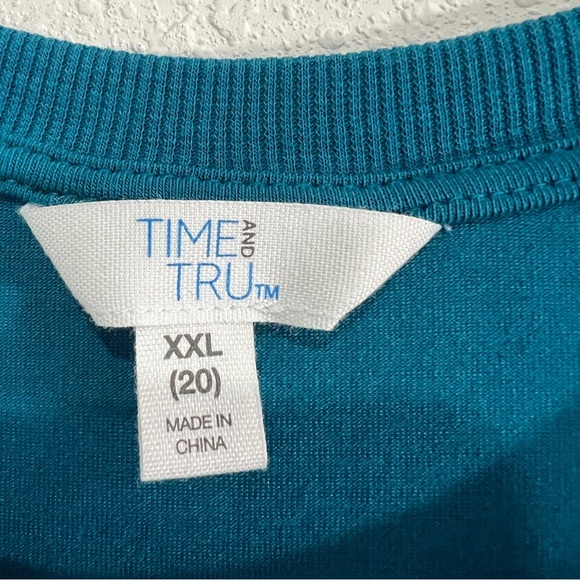 TIME AND
TRU™
XXL
(20)
MADE IN
CHINA